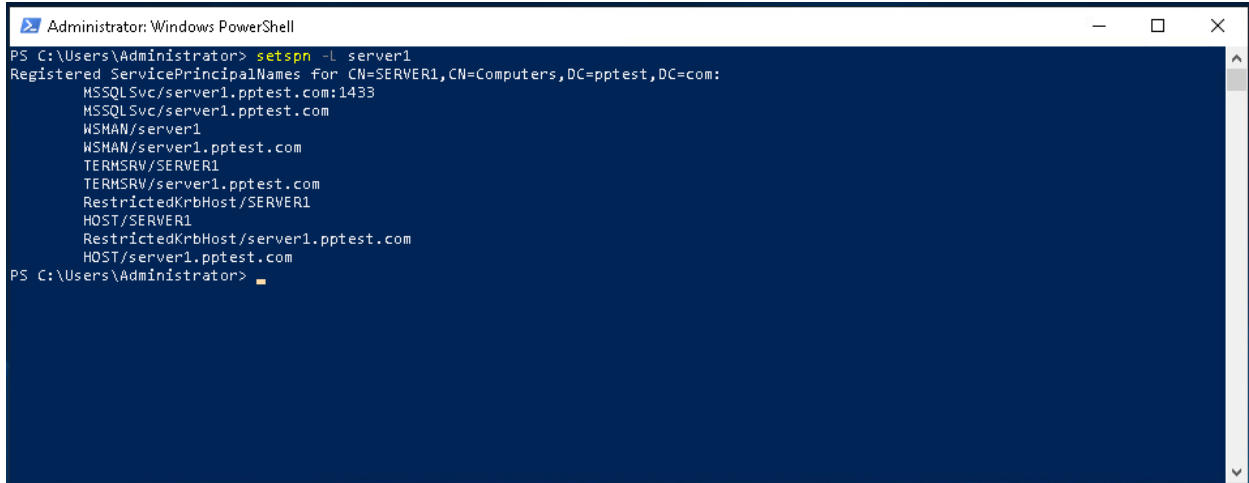 Administrator: Windows PowerShell
PS C:\Users\Administrator> setspn -L server1
Registered ServicePrincipalNames for CN=SERVER1,CN=Computers,DC=pptest,DC=com:
MSSQLSvc/server1.pptest.com:1433
MSSQLSvc/server1.pptest.com
WSMAN/server1
WSMAN/server1.pptest.com
TERMSRV/SERVER1
TERMSRV/server1.pptest.com
RestrictedKrbHost/SERVER1
HOST/SERVER1
RestrictedKrbHost/server1.pptest.com
HOST/server1.pptest.com
PS C:\Users\Administrator>